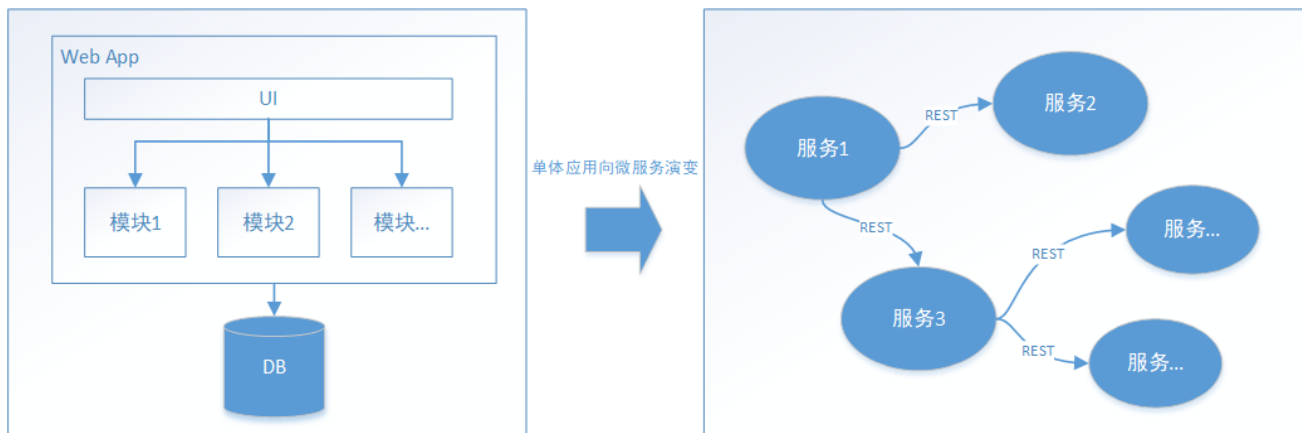 Web App
UI
模块1
模块2
模块...
DB
单体应用向微服务演变
服务1
REST
服务2
REST
服务3
REST
服务...
REST
服务...